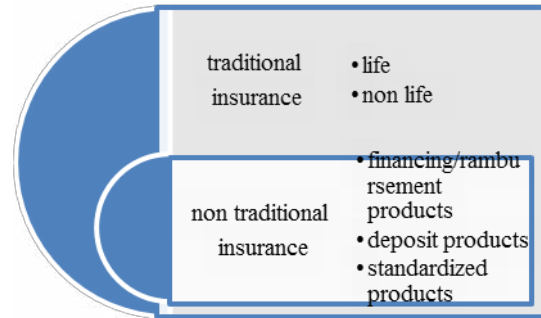 traditional
insurance
• life
• non life
non traditional
insurance
• financing/rambu
rsement
products
• deposit products
• standardized
products